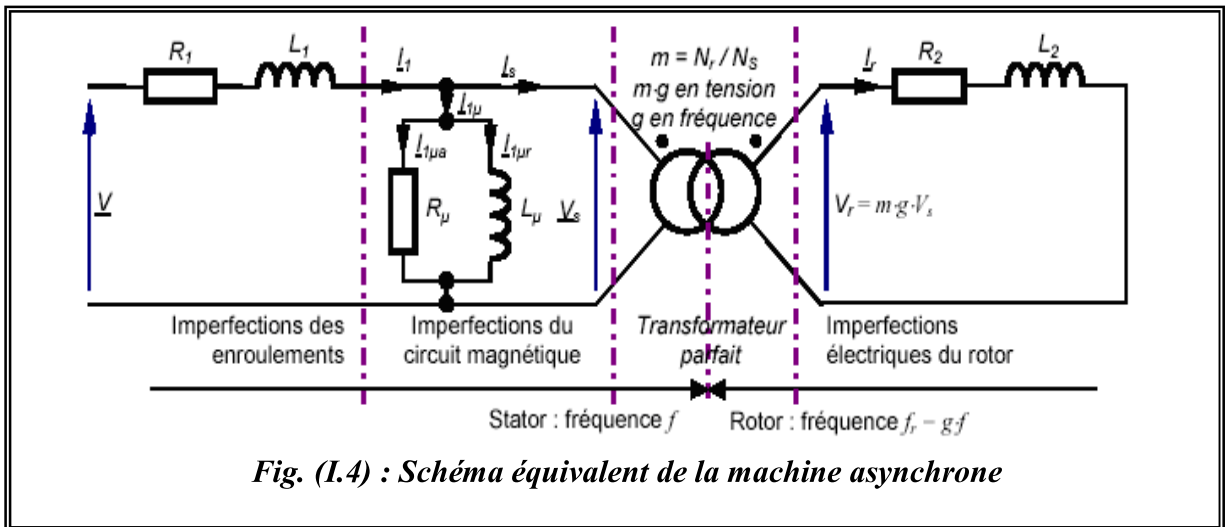 R1
L1
I1
Is
m = Nr / NS
m·g en tension
g en fréquence
Ir
R2
L2
I1μ
I1μa
I1μr
V
Rμ
Lμ
Vs
Vr = m·g·Vs
Imperfections des
enroulements
Imperfections du
circuit magnétique
Transformateur
parfait
Imperfections
électriques du rotor
Stator : fréquence f
Rotor : fréquence fr – g·f
Fig. (I.4) : Schéma équivalent de la machine asynchrone